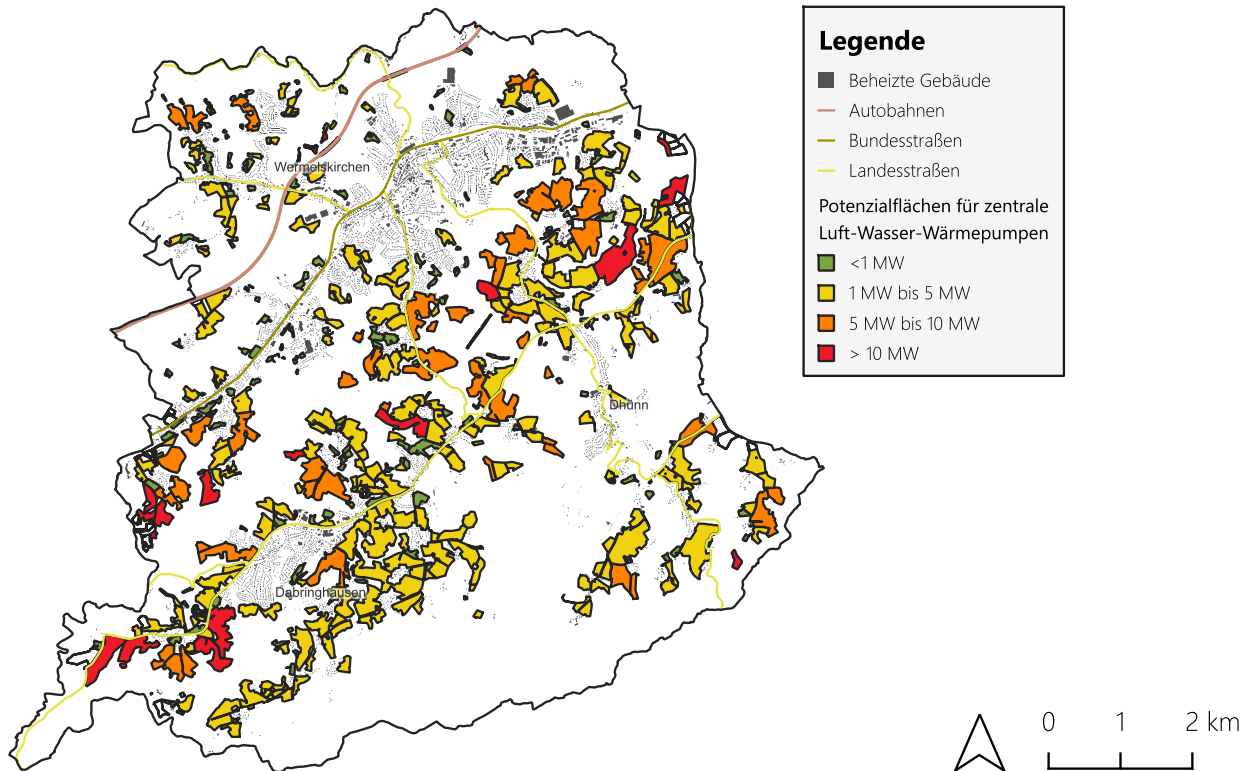 Legende
Beheizte Gebäude
Autobahnen
Bundesstraßen
Landesstraßen
Potenzialflächen für zentrale
Luft-Wasser-Wärmepumpen
<1 MW
1 MW bis 5 MW
5 MW bis 10 MW
> 10 MW
Wermelskirchen
Dhünn
Dabringhausen
0 1 2 km